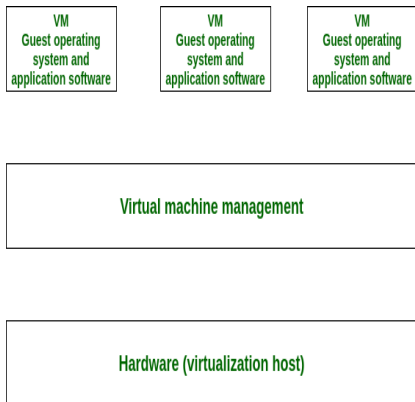 VM
Guest operating
system and
application software
VM
Guest operating
system and
application software
VM
Guest operating
system and
application software
Virtual machine management
Hardware (virtualization host)